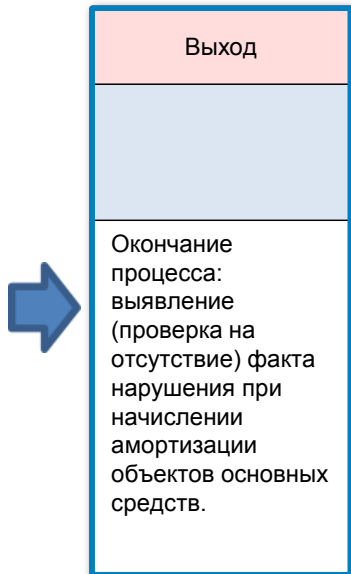 Выход
Окончание
процесса:
выявление
(проверка на
отсутствие) факта
нарушения при
начислении
амортизации
объектов основных
средств.